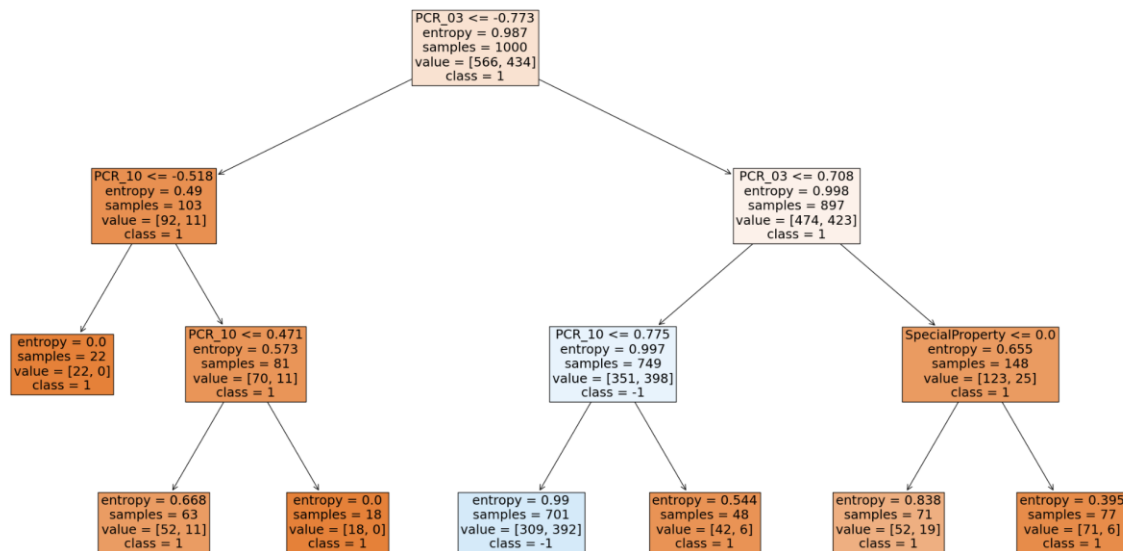 PCR_03 <= -0.773
entropy = 0.987
samples = 1000
value = [566, 434]
class = 1
PCR_10 <= -0.518
entropy = 0.49
samples = 103
value = [92, 11]
class = 1
PCR_03 <= 0.708
entropy = 0.998
samples = 897
value = [474, 423]
class = 1
entropy = 0.0
samples = 22
value = [22, 0]
class = 1
PCR_10 <= 0.471
entropy = 0.573
samples = 81
value = [70, 11]
class = 1
PCR_10 <= 0.775
entropy = 0.997
samples = 749
value = [351, 398]
class = -1
SpecialProperty <= 0.0
entropy = 0.655
samples = 148
value = [123, 25]
class = 1
entropy = 0.668
samples = 63
value = [52, 11]
class = 1
entropy = 0.0
samples = 18
value = [18, 0]
class = 1
entropy = 0.99
samples = 701
value = [309, 392]
class = -1
entropy = 0.544
samples = 48
value = [42, 6]
class = 1
entropy = 0.838
samples = 71
value = [52, 19]
class = 1
entropy = 0.395
samples = 77
value = [71, 6]
class = 1